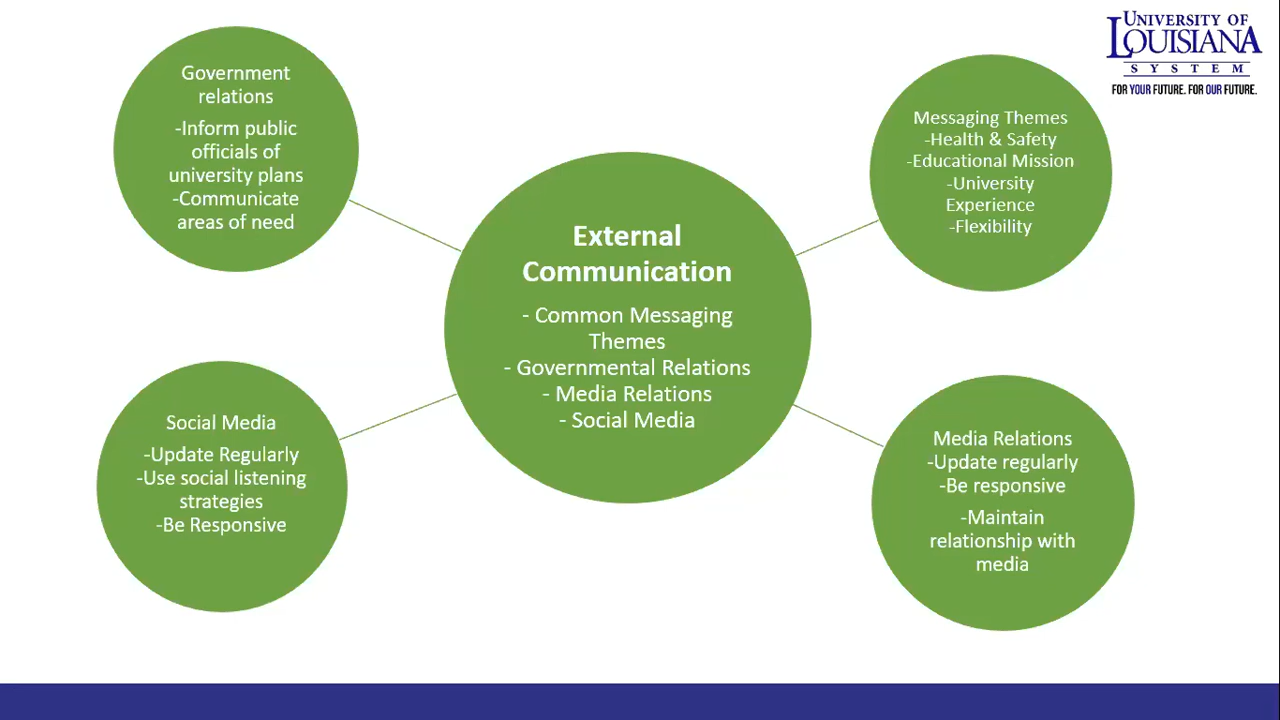 UNIVERSITY OF
LOUISIANA
SYSTEM
FOR YOUR FUTURE. FOR OUR FUTURE.
Government
relations
-Inform public
officials of
university plans
-Communicate
areas of need
Messaging Themes
-Health & Safety
-Educational Mission
-University
Experience
-Flexibility
External
Communication
- Common Messaging
Themes
- Governmental Relations
- Media Relations
- Social Media
Social Media
-Update Regularly
-Use social listening
strategies
-Be Responsive
Media Relations
-Update regularly
-Be responsive
-Maintain
relationship with
media